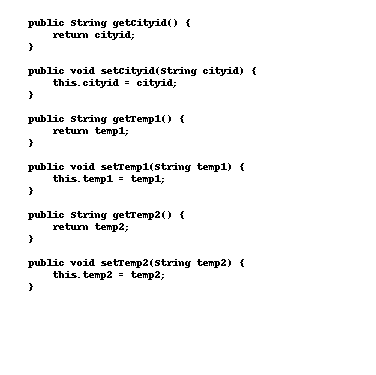 public String getCityid() {
    return cityid;
}
public void setCityid(String cityid) {
    this.cityid = cityid;
}
public String getTemp1() {
    return temp1;
}
public void setTemp1(String temp1) {
    this.temp1 = temp1;
}
public String getTemp2() {
    return temp2;
}
public void setTemp2(String temp2) {
    this.temp2 = temp2;
}